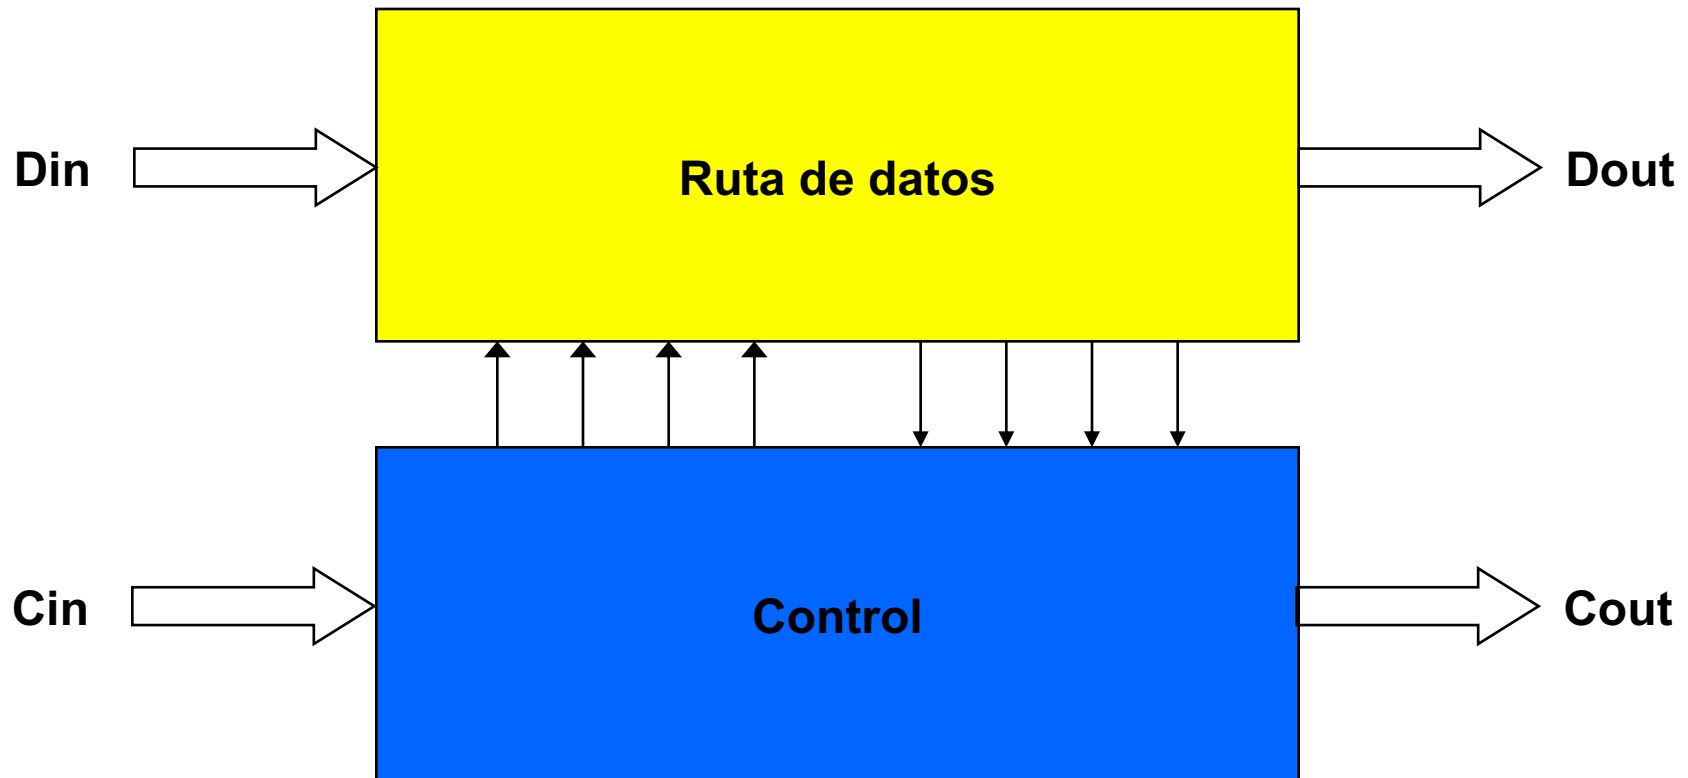 Din
Ruta de datos
Dout
Cin
Control
Cout